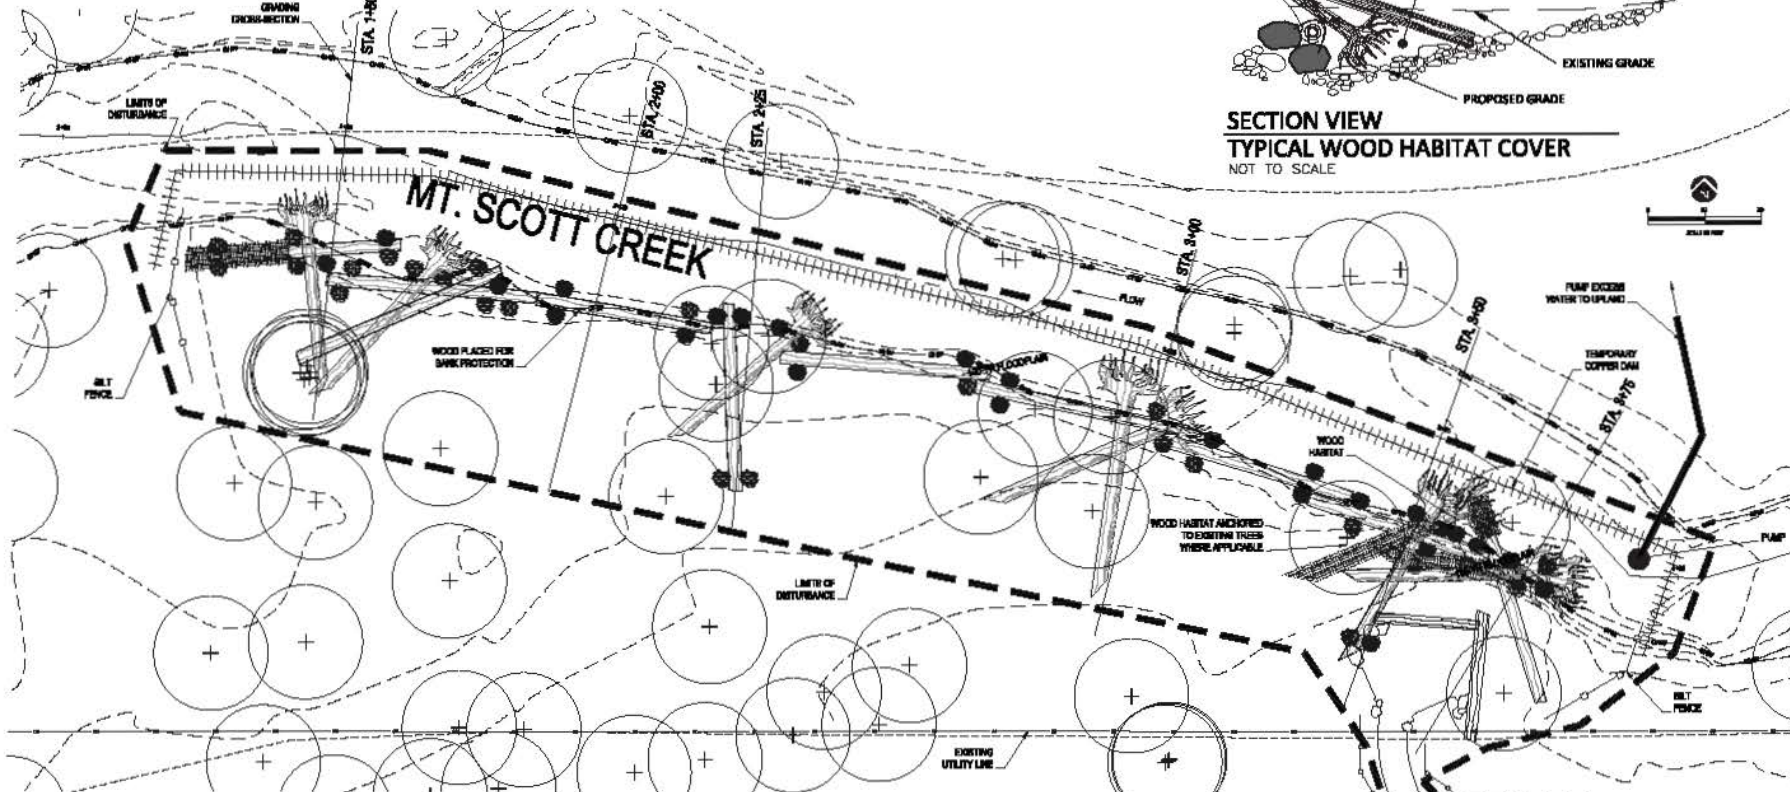 GRADING
CROSS-SECTION
STA. 1+50
LIMITS OF
DISTURBANCE
STA. 2+00
STA. 2+25
EXISTING GRADE
PROPOSED GRADE
SECTION VIEW
TYPICAL WOOD HABITAT COVER
NOT TO SCALE
MT. SCOTT CREEK
STA. 3+00
FLOW
PUMP EXCESS
WATER TO UPLAND
STA. 3+50
TEMPORARY
COFFER DAM
STA. 3+75
WOOD PLACED FOR
BANK PROTECTION
SILT
FENCE
WOOD
HABITAT
WOOD HABITAT ANCHORED
TO EXISTING TREES
WHERE APPLICABLE
PUMP
LIMITS OF
DISTURBANCE
SILT
FENCE
EXISTING
UTILITY LINE